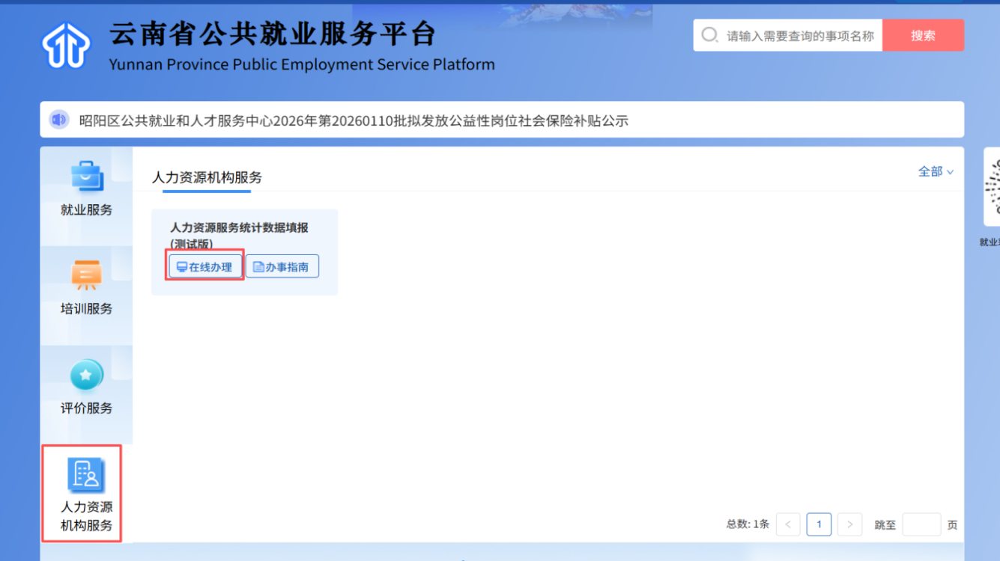 云南省公共就业服务平台
Yunnan Province Public Employment Service Platform
请输入需要查询的事项名称
搜索
昭阳区公共就业和人才服务中心2026年第20260110批拟发放公益性岗位社会保险补贴公示
就业服务
培训服务
评价服务
人力资源
机构服务
人力资源机构服务
全部
人力资源服务统计数据填报
(测试版)
在线办理
办事指南
总数: 1条
<
1
>
跳至
页
就业